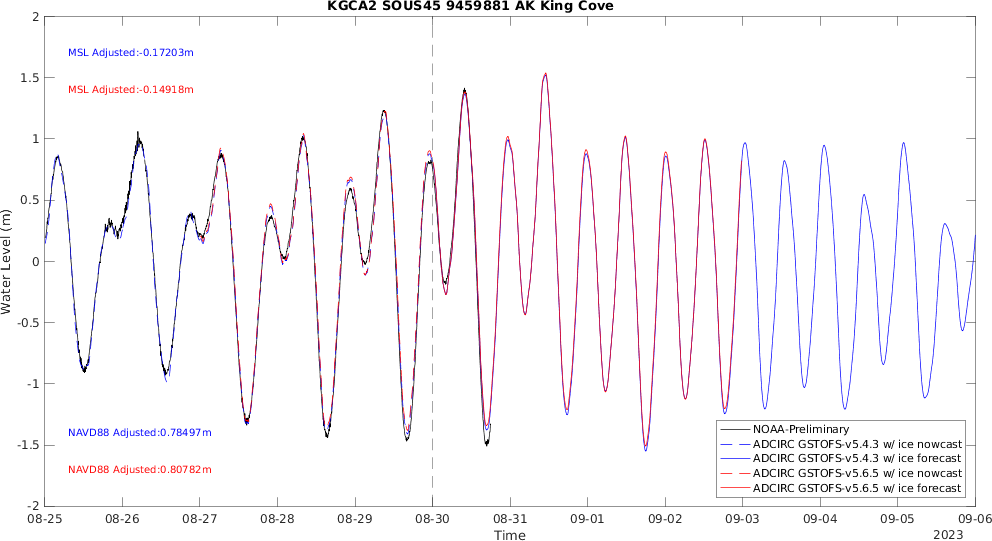 KGCA2 SOUS45 9459881 AK King Cove
2
1.5
1
0.5
0
-0.5
-1
-1.5
-2
Water Level (m)
MSL Adjusted:-0.17203m
MSL Adjusted:-0.14918m
NAVD88 Adjusted:0.78497m
NAVD88 Adjusted:0.80782m
NOAA-Preliminary
ADCIRC GSTOFS-v5.4.3 w/ ice nowcast
ADCIRC GSTOFS-v5.4.3 w/ ice forecast
ADCIRC GSTOFS-v5.6.5 w/ ice nowcast
ADCIRC GSTOFS-v5.6.5 w/ ice forecast
08-25 08-26 08-27 08-28 08-29 08-30 08-31 09-01 09-02 09-03 09-04 09-05 09-06
Time
2023